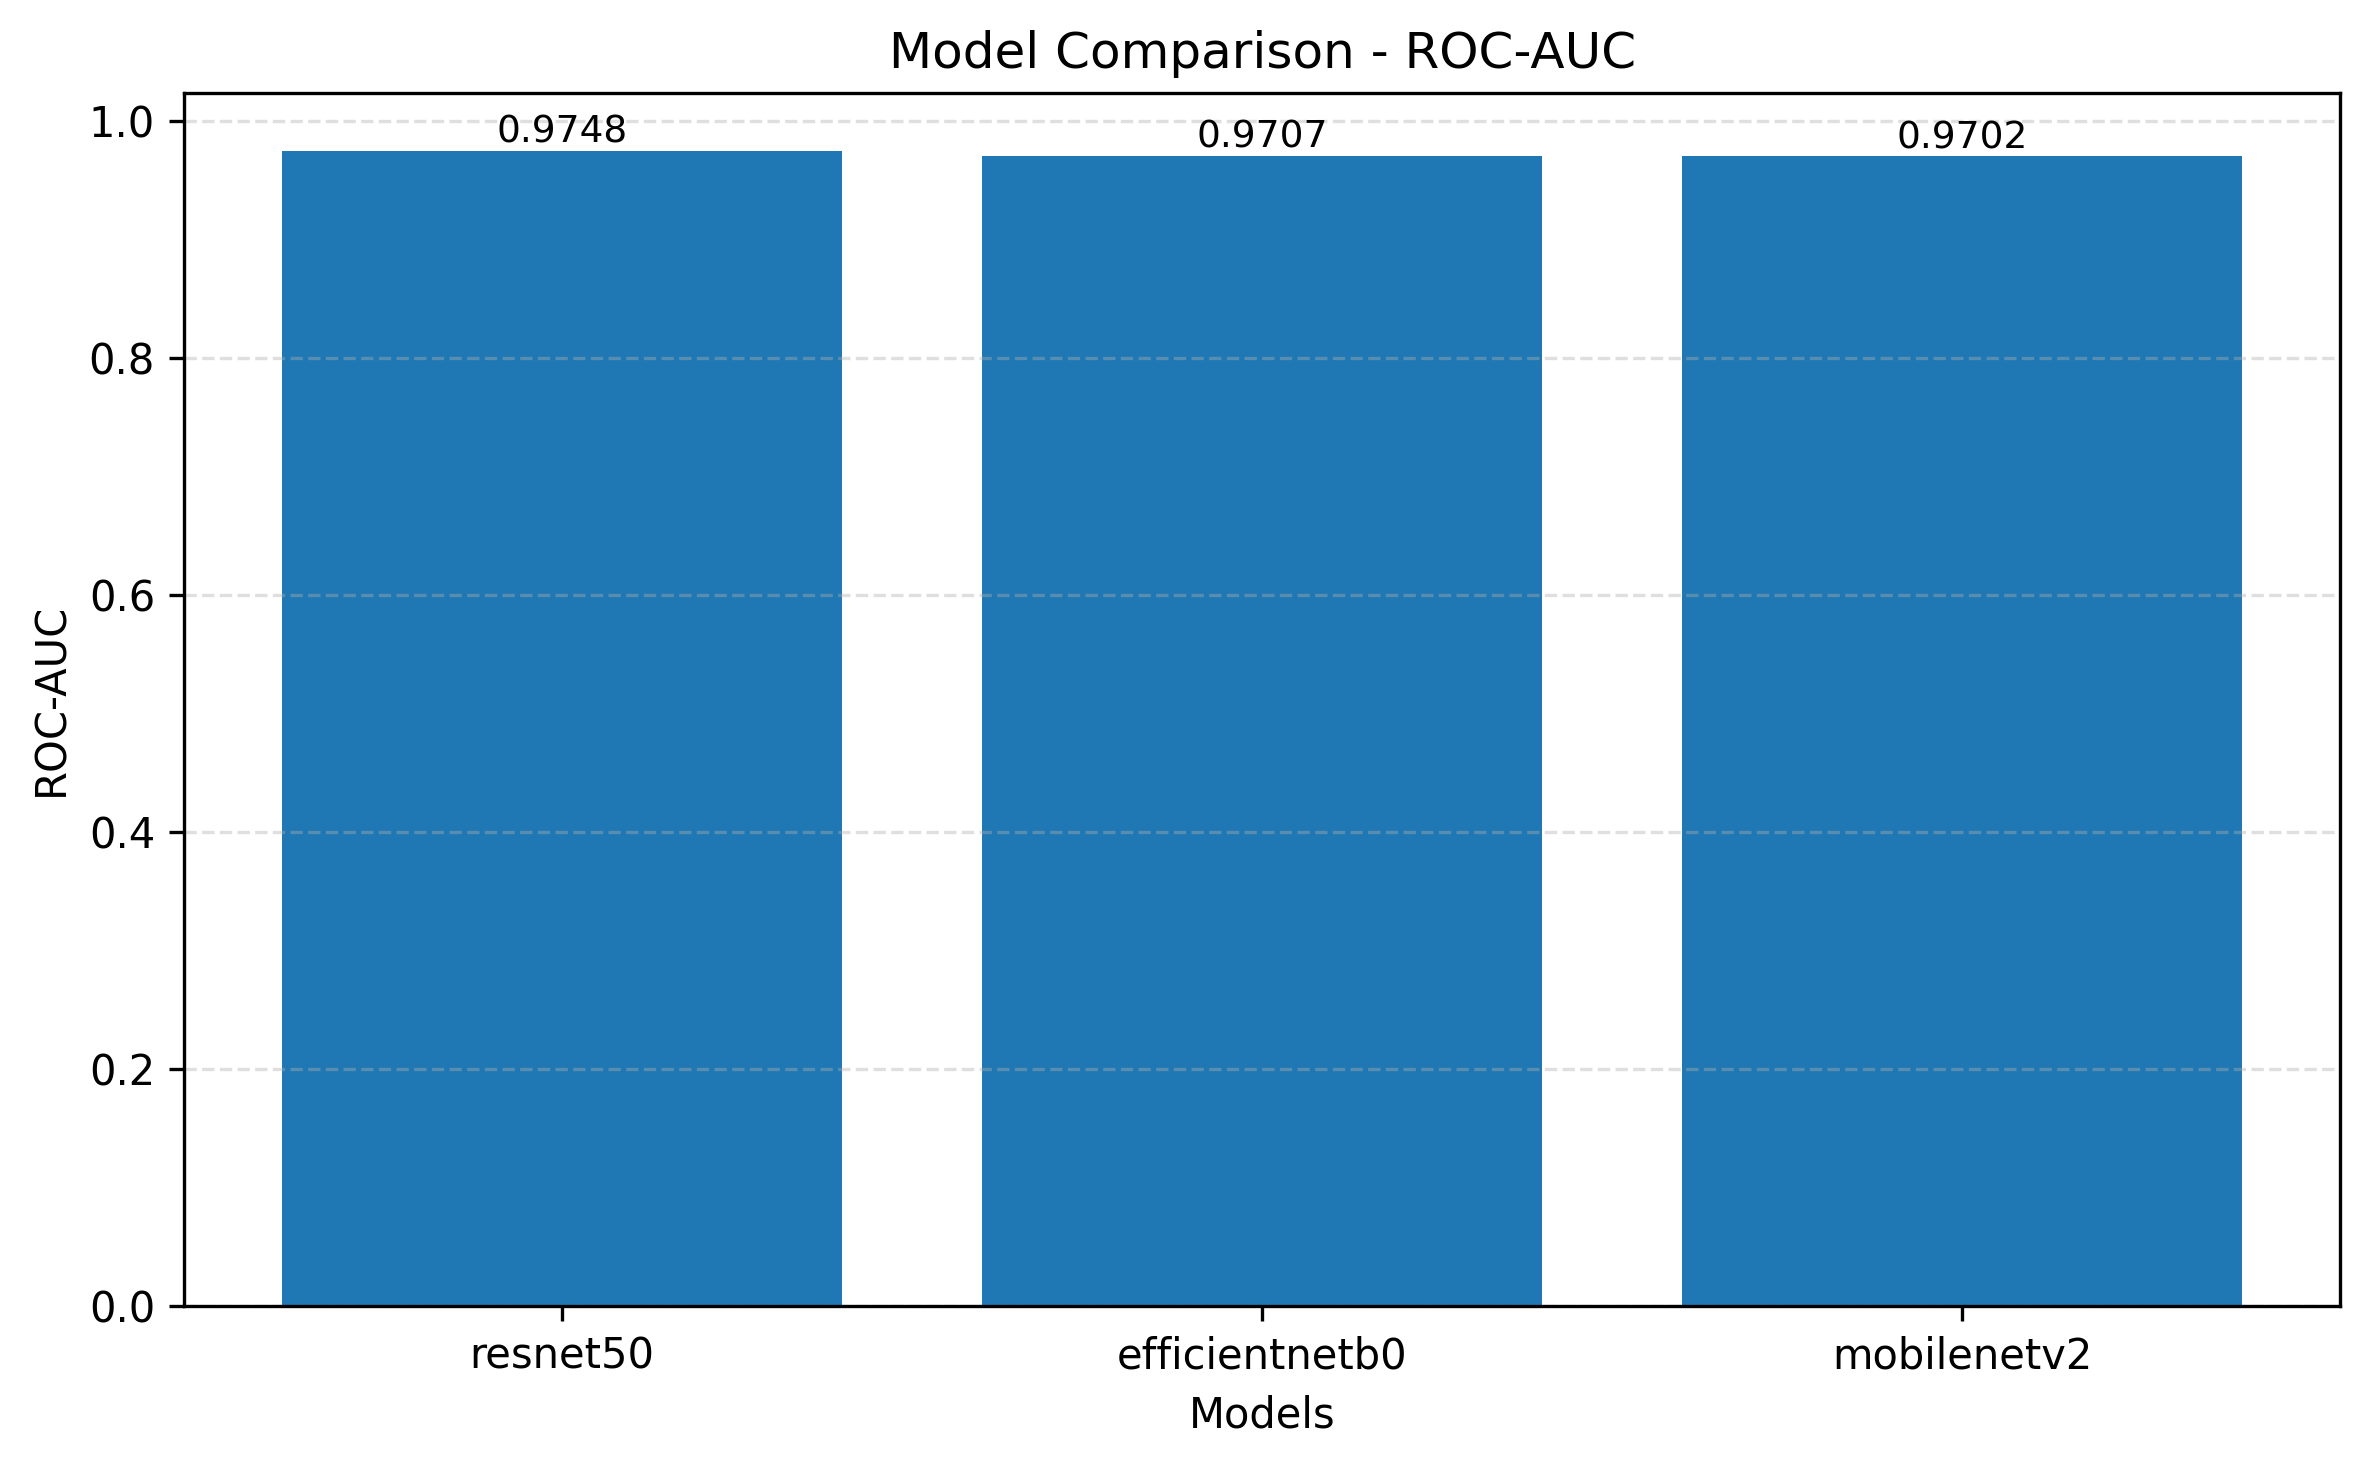 Model Comparison - ROC-AUC
1.0
0.8
0.6
0.4
0.2
0.0
ROC-AUC
0.9748
0.9707
0.9702
resnet50
efficientnetb0
mobilenetv2
Models